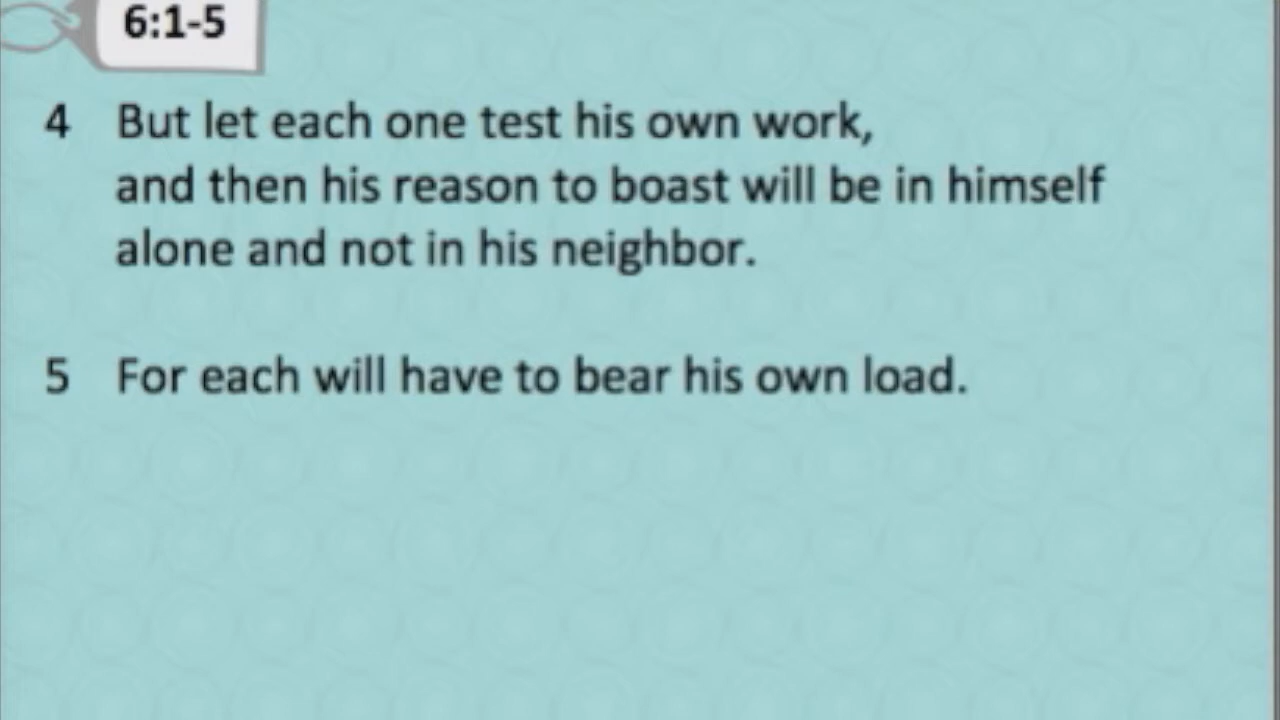 6:1-5
4 But let each one test his own work,
and then his reason to boast will be in himself
alone and not in his neighbor.
5 For each will have to bear his own load.